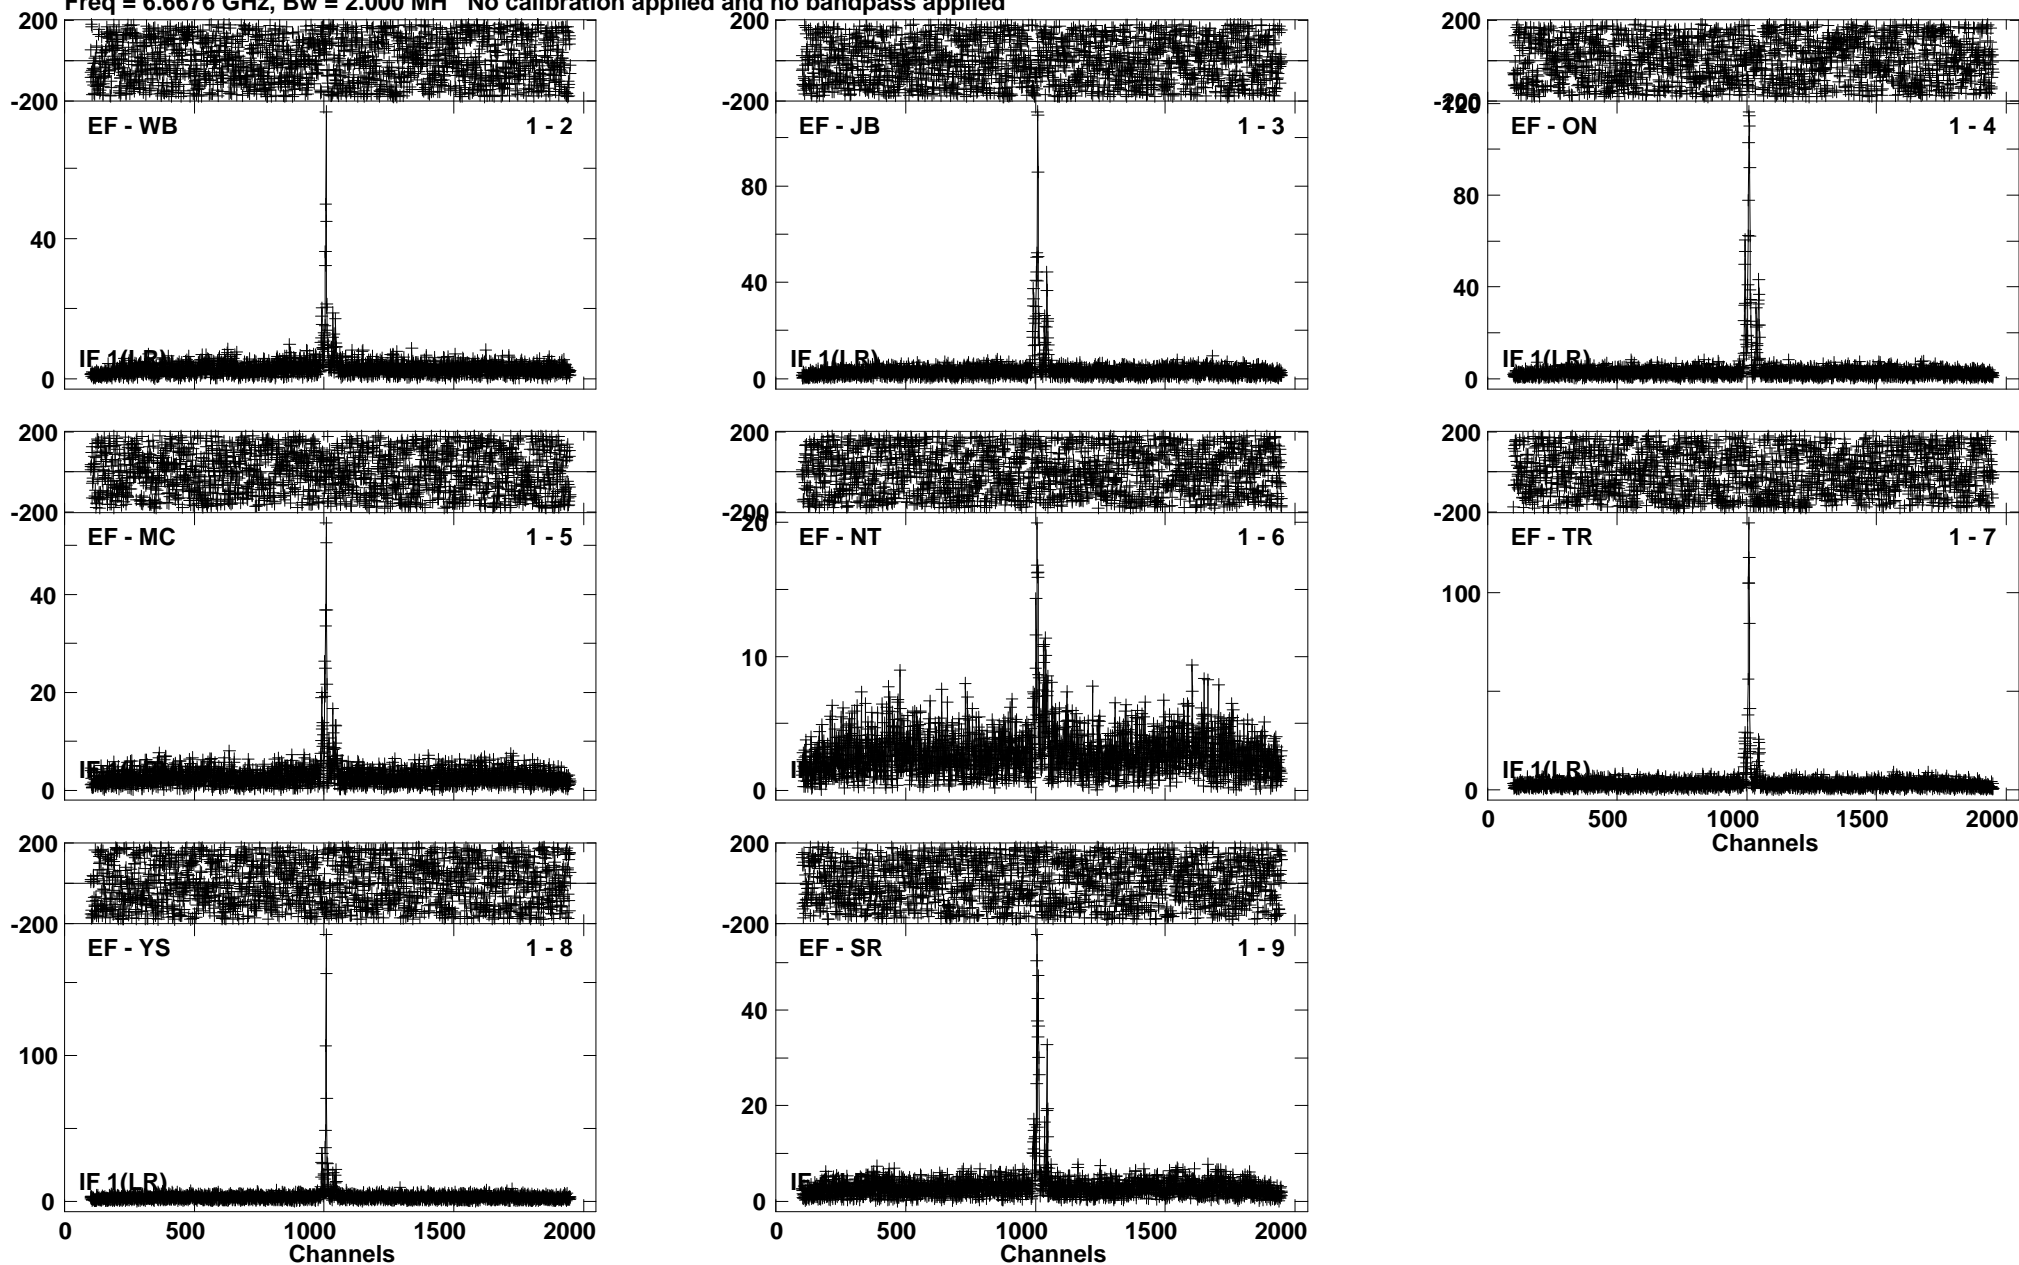 Freq = 6.6676 GHz, Bw = 2.000 MH No calibration applied and no bandpass applied
200
-200
EF - WB 1 - 2
40
IF 1(LR)
0
200
-200
EF - JB 1 - 3
80
40
IF 1(LR)
0
200
-200
EF - ON 1 - 4
80
40
IF 1(LR)
0
200
-200
EF - MC 1 - 5
40
20
0
200
-200
20
EF - NT 1 - 6
10
0
200
-200
EF - TR 1 - 7
100
IF 1(LR)
0
0 500 1000 1500 2000
Channels
200
-200
EF - YS 1 - 8
100
IF 1(LR)
0
0 500 1000 1500 2000
Channels
200
-200
EF - SR 1 - 9
40
20
0
0 500 1000 1500 2000
Channels